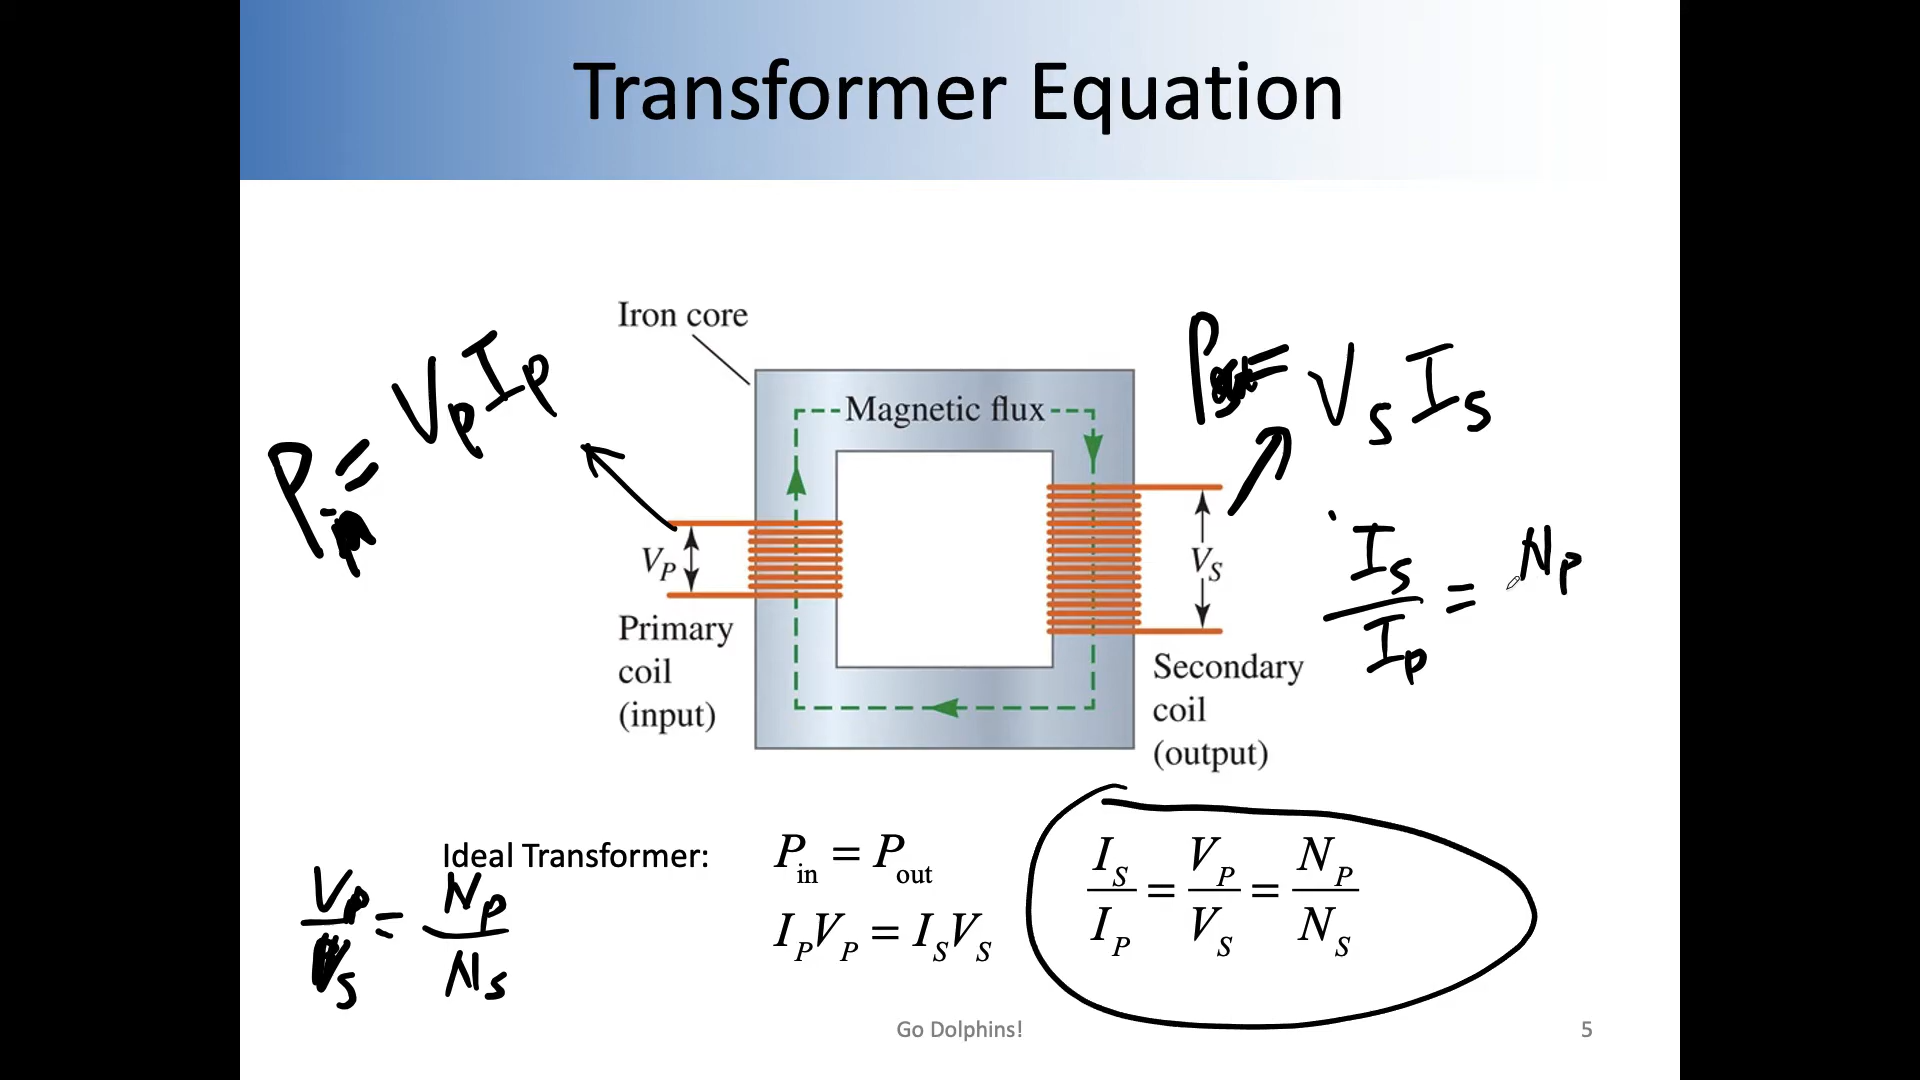 Transformer Equation
Iron core
Magnetic flux
P_in = V_P I_P
P_out = V_S I_S
V_P
V_S
Primary
coil
(input)
Secondary
coil
(output)
I_S / I_P = N_P
Ideal Transformer:
P_in = P_out
I_P V_P = I_S V_S
I_S / I_P = V_P / V_S = N_P / N_S
V_P / V_S = N_P / N_S
Go Dolphins!
5